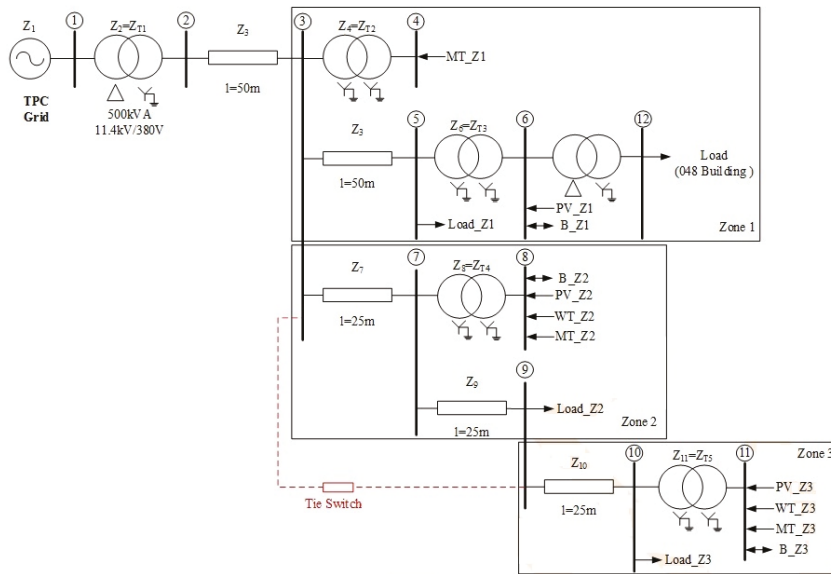 Z1
1
Z2=ZT1
2
Z3
3
Z4=ZT2
4
MT_Z1
TPC
Grid
500kVA
11.4kV/380V
l=50m
Z3
5
Z6=ZT3
6
12
Load
(048 Building)
l=50m
PV_Z1
Load_Z1
B_Z1
Zone 1
Z7
7
Z8=ZT4
8
B_Z2
PV_Z2
l=25m
WT_Z2
MT_Z2
9
Z9
Load_Z2
l=25m
Zone 2
Zone 3
Z10
10
Z11=ZT5
11
Tie Switch
l=25m
PV_Z3
WT_Z3
MT_Z3
Load_Z3
B_Z3